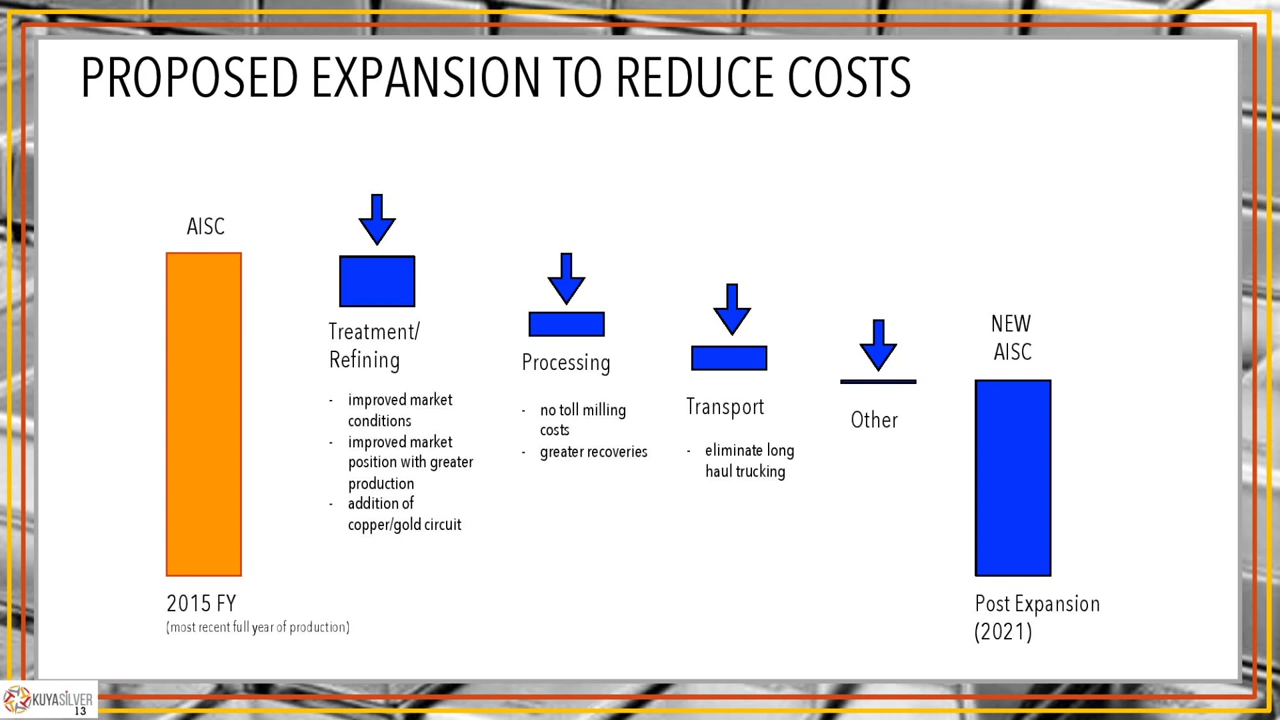 PROPOSED EXPANSION TO REDUCE COSTS
AISC
2015 FY
(most recent full year of production)
Treatment/
Refining
- improved market
conditions
- improved market
position with greater
production
- addition of
copper/gold circuit
Processing
- no toll milling
costs
- greater recoveries
Transport
- eliminate long
haul trucking
Other
NEW
AISC
Post Expansion
(2021)
KUYASILVER
13